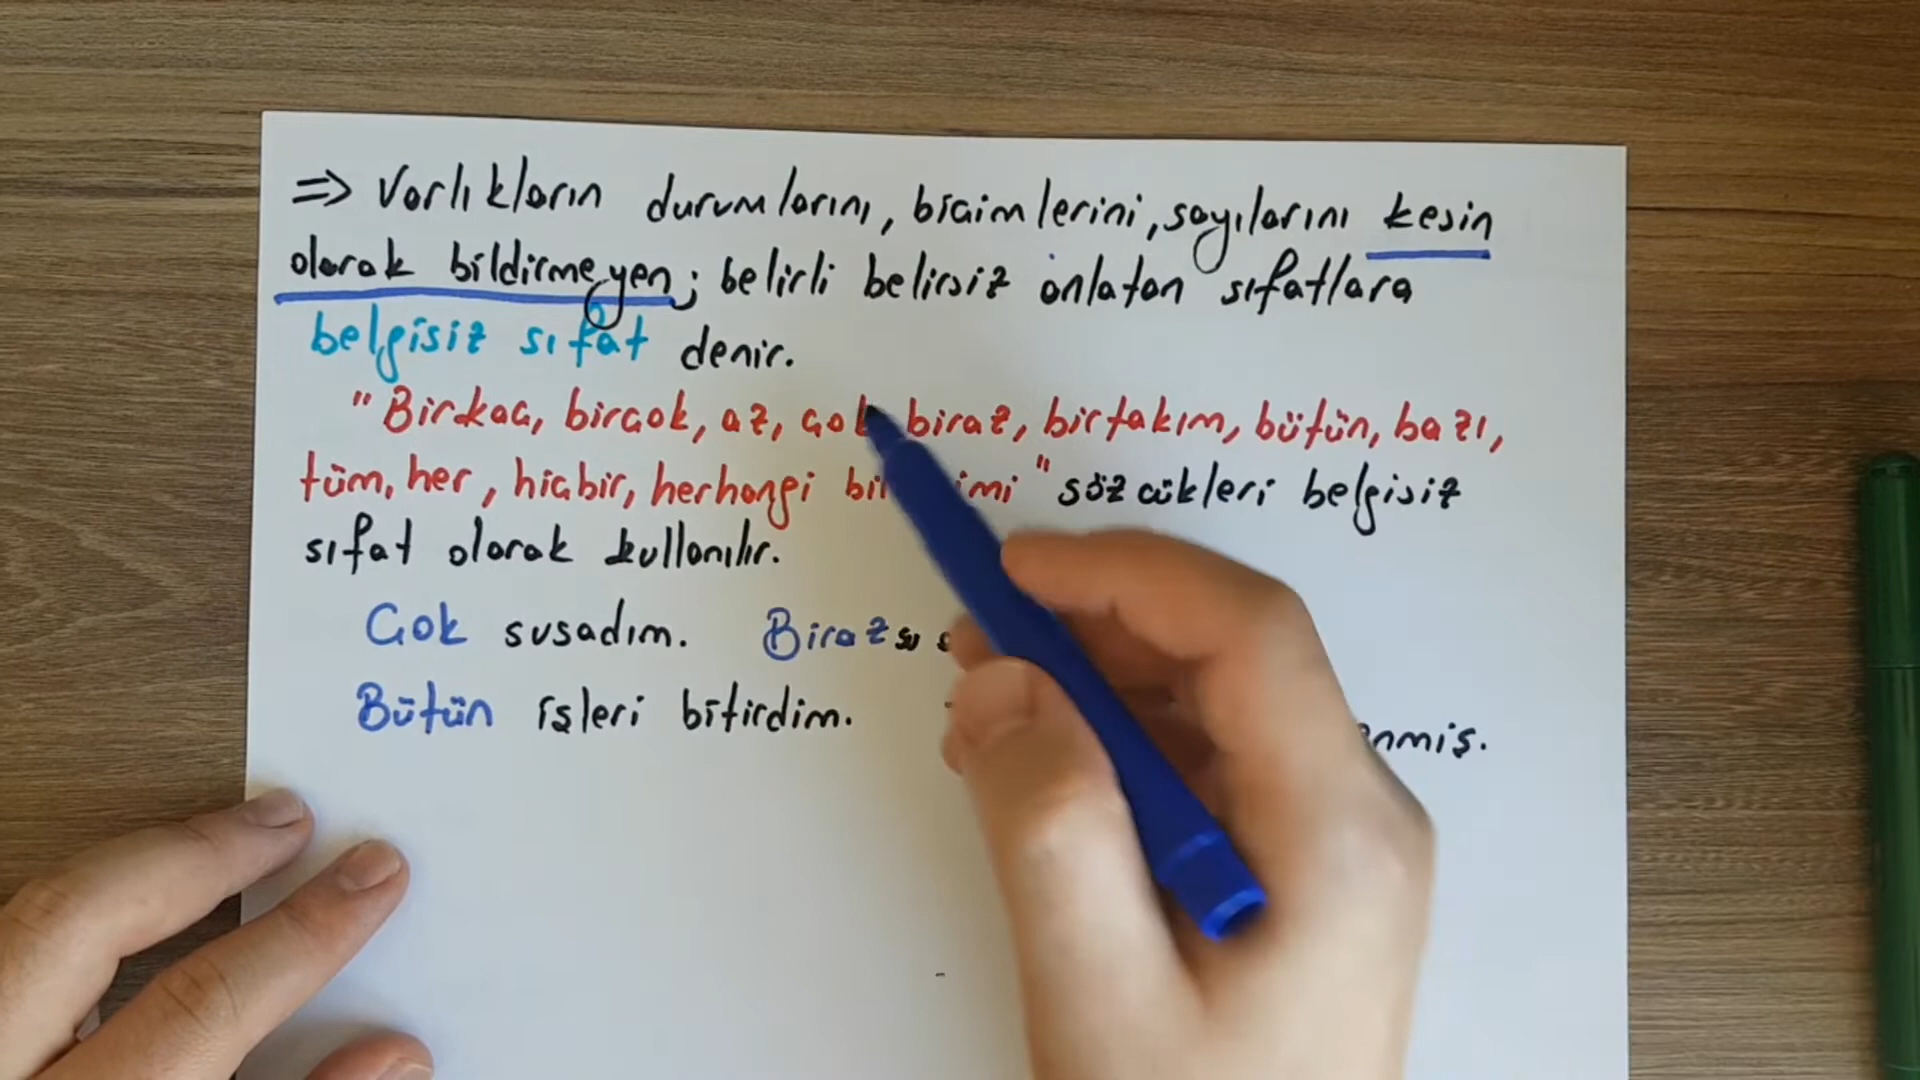 => Varlıkların durumlarını, biçimlerini, sayılarını kesin
olarak bildirmeyen; belirli belirsiz anlatan sıfatlara
belgisiz sıfat denir.
"Birkaç, birçok, az, çok biraz, birtakım, bütün, bazı,
tüm, her, hiçbir, herhangi " sözcükleri belgisiz
sıfat olarak kullanılır.
Çok susadım. Biraz su
Bütün işleri bitirdim.